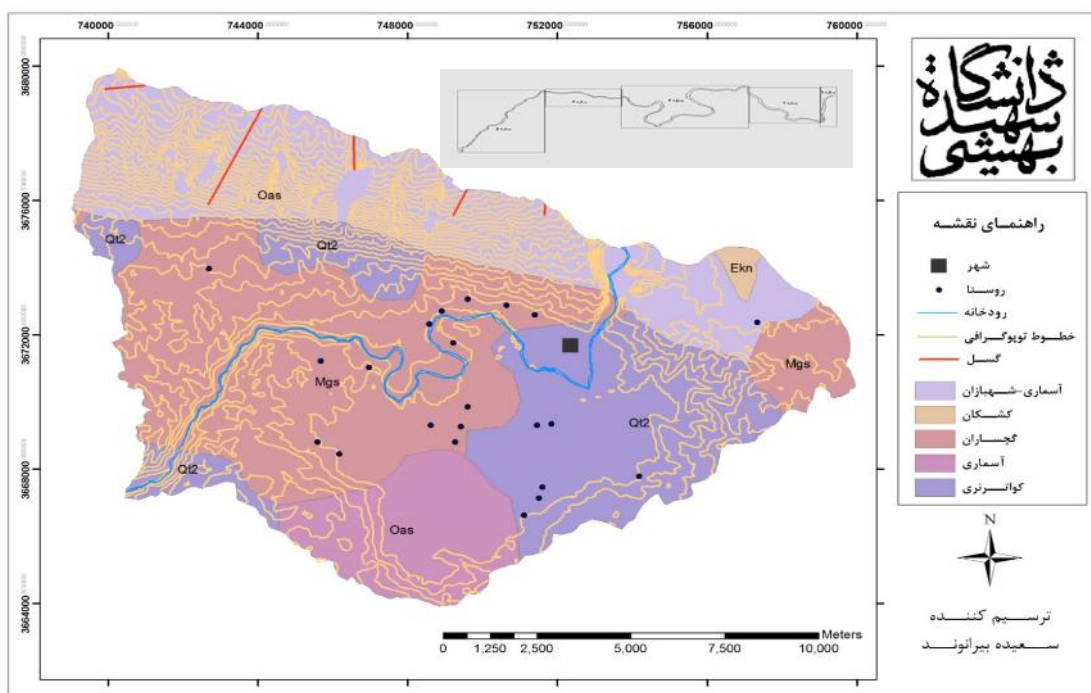 740000 744000 748000 752000 756000 760000
3680000
3676000
3672000
3668000
3664000
Oas
Qt2
Qt2
Ekn
Mgs
Mgs
Qt2
Qt2
Oas
Meters
0 1,250 2,500 5,000 7,500 10,000
دانشگاه
شهید
بهشتی
راهنمای نقشه
شهر
روستا
رودخانه
خطوط توپوگرافی
گسل
آسماری-شهبازان
کشکان
گچساران
آسماری
کواترنری
N
ترسیم کننده
سعیده بیرانوند